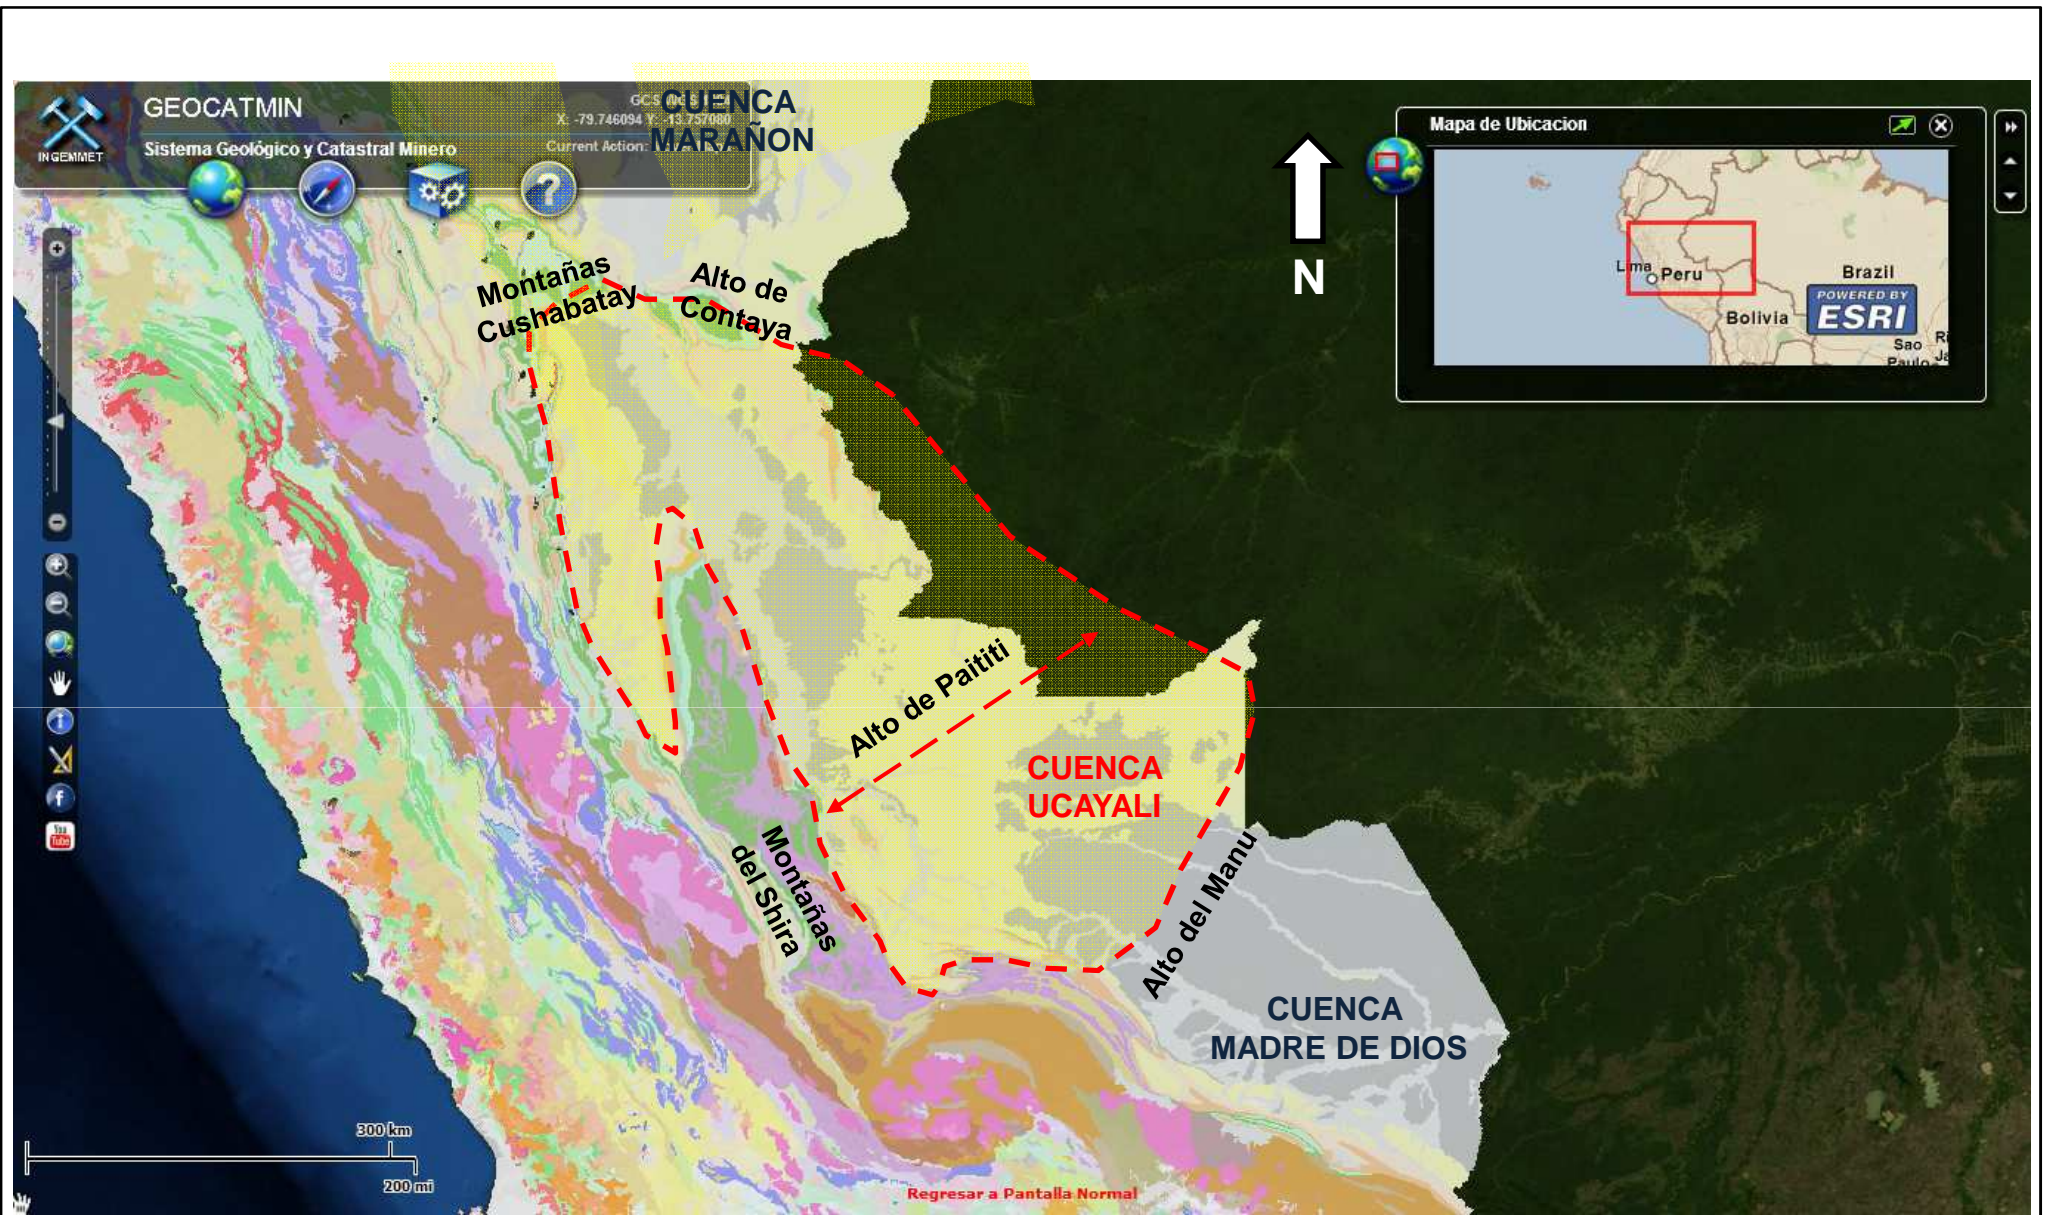 GEOCATMIN
Sistema Geológico y Catastral Minero
INGEMMET
X: -79.746094 Y: -13.757080
Current Action:
CUENCA
MARAÑON
Mapa de Ubicacion
Lima
Peru
Brazil
Bolivia
POWERED BY
ESRI
Sao
Paulo
N
Montañas
Cushabatay
Alto de
Contaya
Alto de Paititi
CUENCA
UCAYALI
Montañas
del Shira
Alto del Manu
CUENCA
MADRE DE DIOS
You
Tube
300 km
200 mi
Regresar a Pantalla Normal